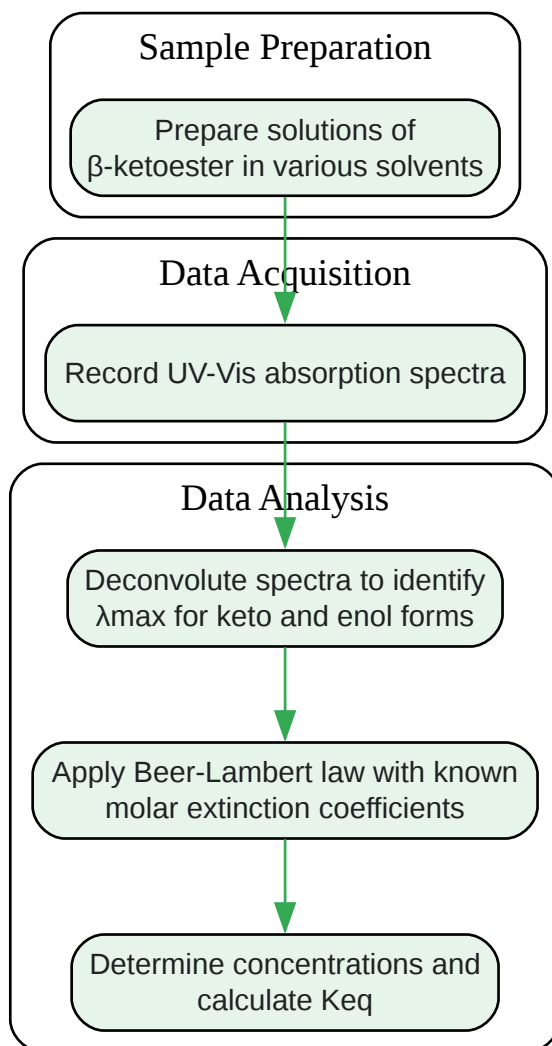 Sample Preparation
Prepare solutions of
β-ketoester in various solvents
Data Acquisition
Record UV-Vis absorption spectra
Data Analysis
Deconvolute spectra to identify
λmax for keto and enol forms
Apply Beer-Lambert law with known
molar extinction coefficients
Determine concentrations and
calculate Keq